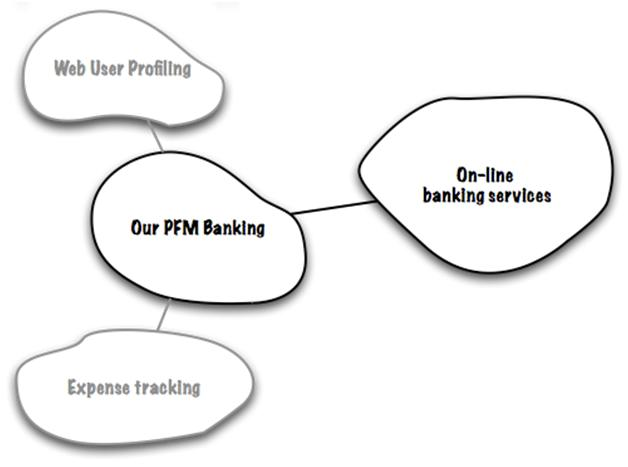 Web User Profiling
On-line
banking services
Our PFM Banking
Expense tracking